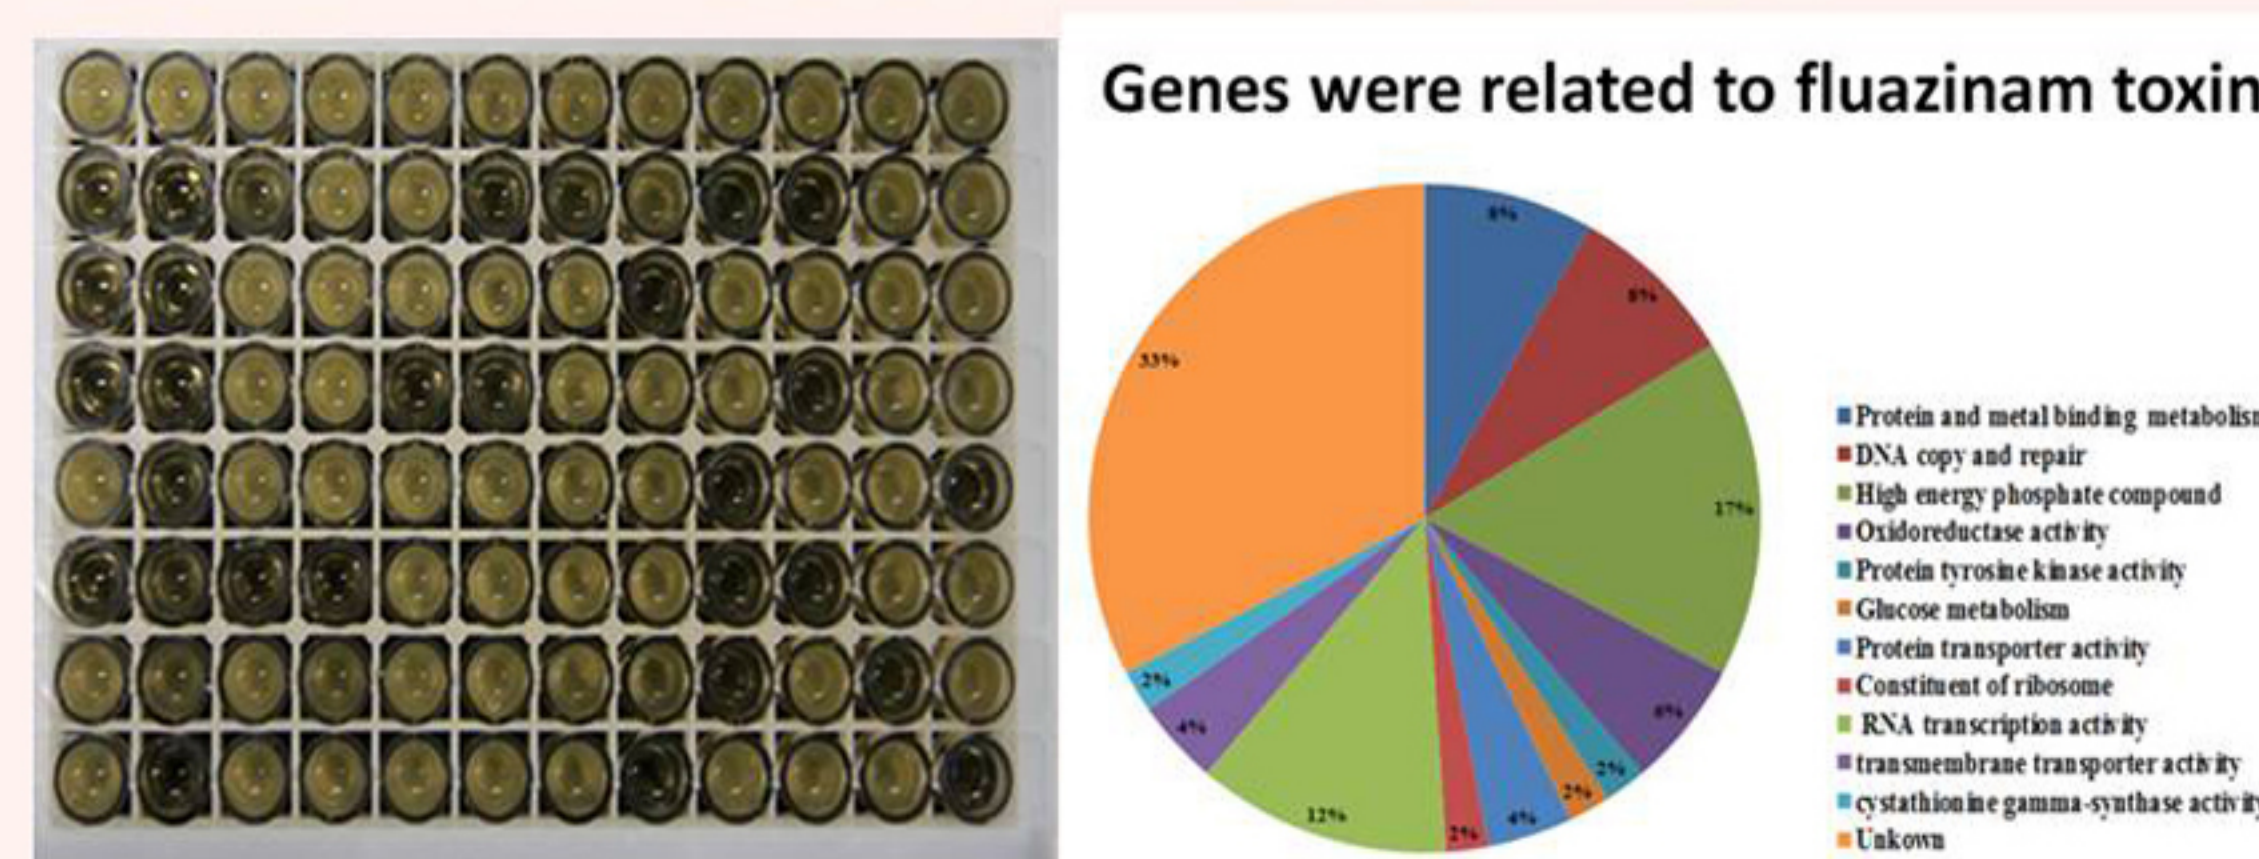 Genes were related to fluazinam toxin
8%
8%
33%
17%
Protein and metal binding metabolism
DNA copy and repair
High energy phosphate compound
Oxidoreductase activity
Protein tyrosine kinase activity
Glucose metabolism
Protein transporter activity
Constituent of ribosome
RNA transcription activity
transmembrane transporter activity
cystathionine gamma-synthase activity
Unkown
2%
4%
12%
2%
4%
2%
2%